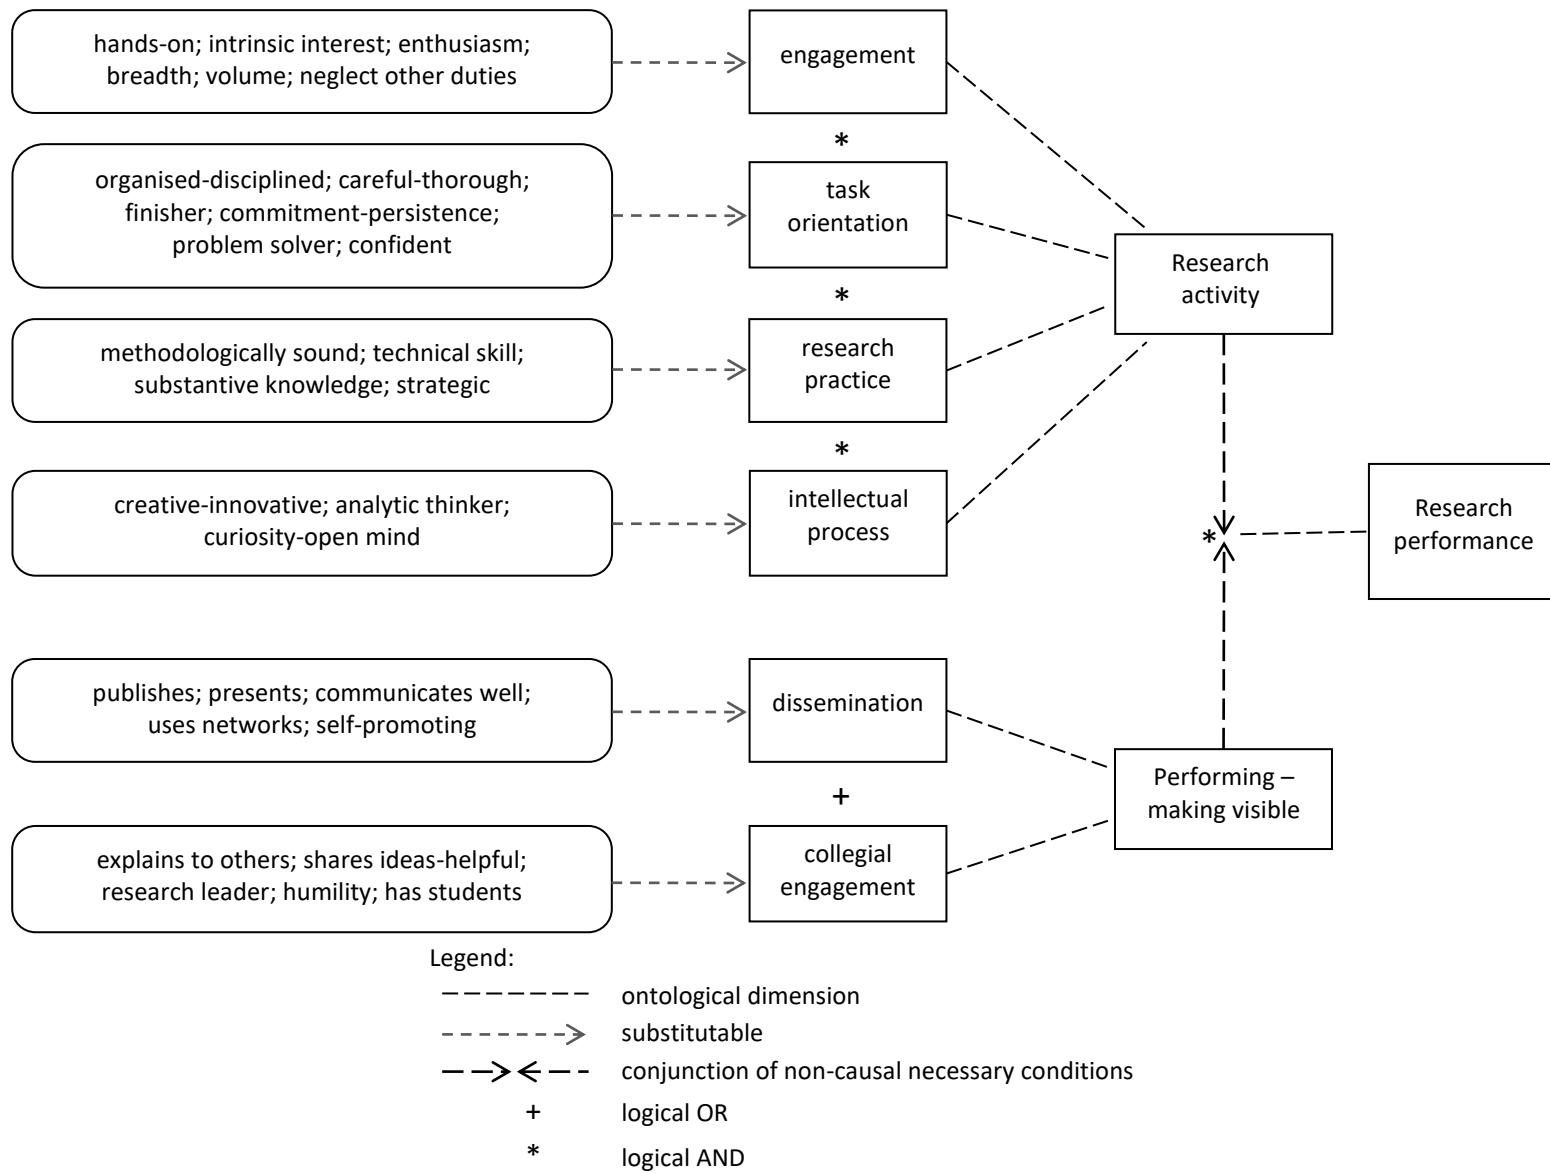 hands-on; intrinsic interest; enthusiasm;
breadth; volume; neglect other duties
engagement
*
organised-disciplined; careful-thorough;
finisher; commitment-persistence;
problem solver; confident
task
orientation
Research
activity
*
methodologically sound; technical skill;
substantive knowledge; strategic
research
practice
*
creative-innovative; analytic thinker;
curiosity-open mind
intellectual
process
*
Research
performance
publishes; presents; communicates well;
uses networks; self-promoting
dissemination
+
Performing –
making visible
explains to others; shares ideas-helpful;
research leader; humility; has students
collegial
engagement
Legend:
ontological dimension
substitutable
conjunction of non-causal necessary conditions
+ logical OR
* logical AND